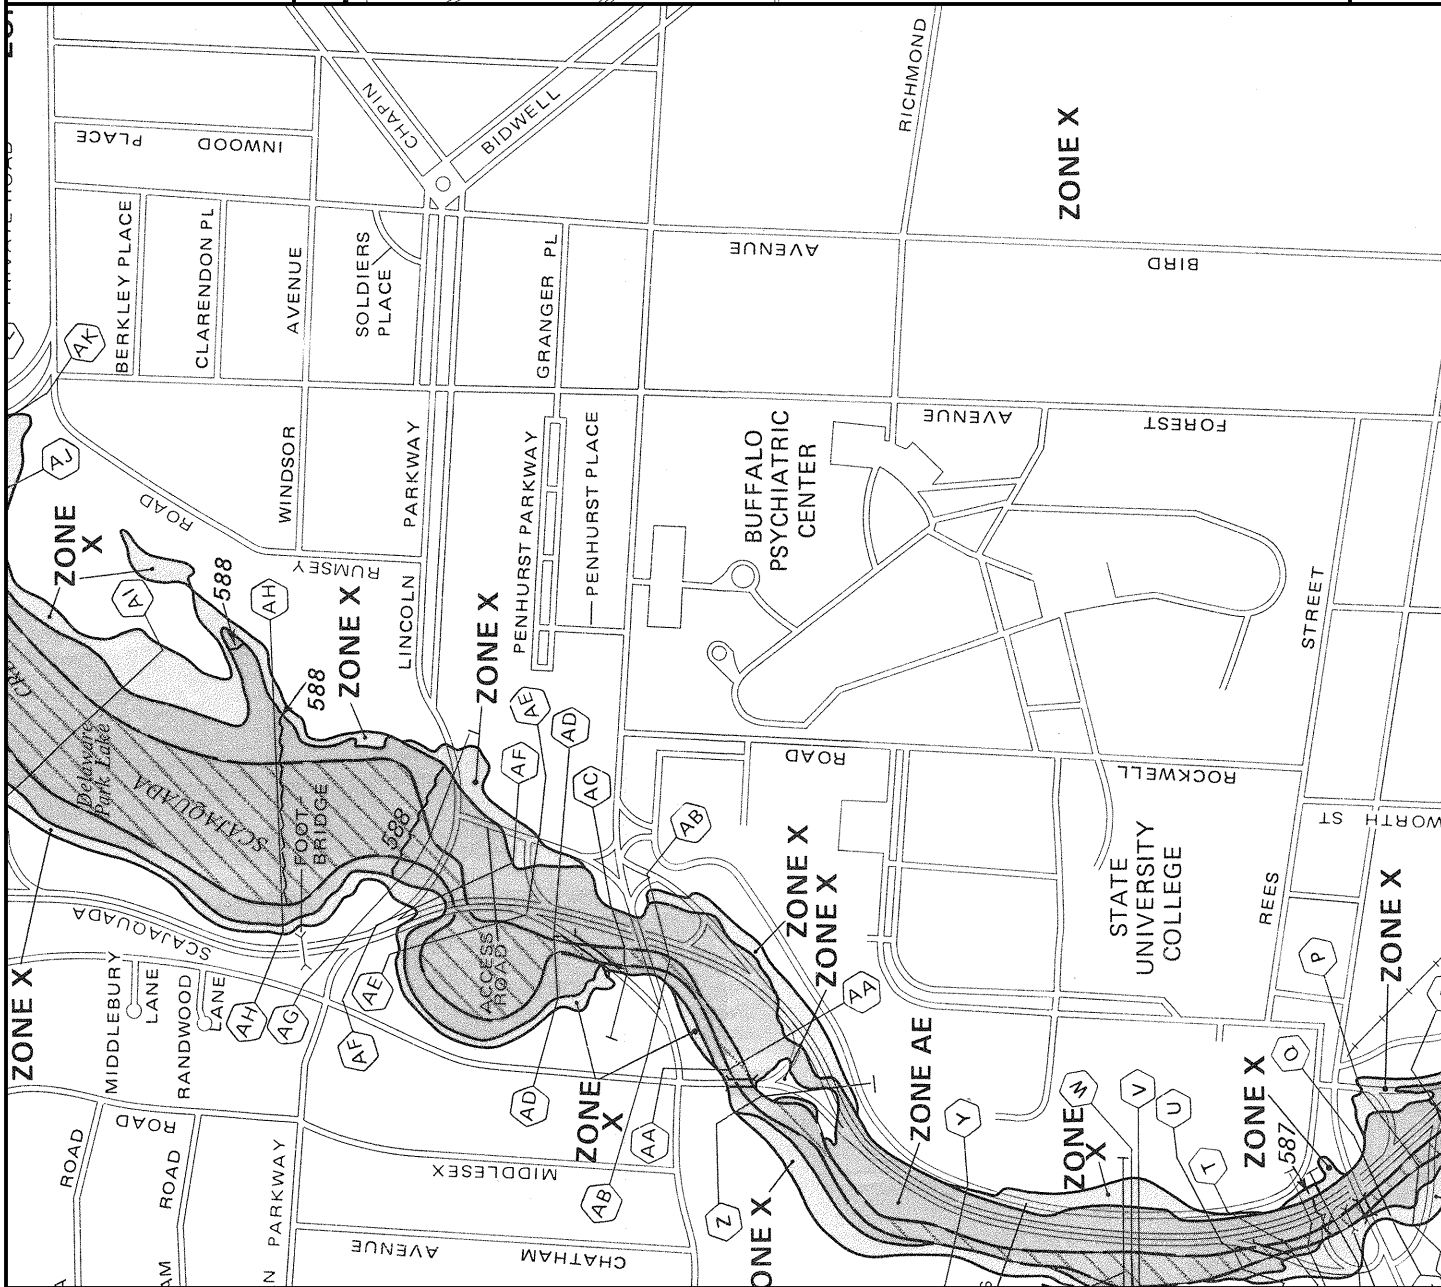 RICHMOND
CHAPIN
BIDWELL
PLACE
INWOOD
ZONE X
BERKLEY PLACE
CLARENDON PL
AVENUE
SOLDIERS
PLACE
GRANGER PL
AVENUE
BIRD
AK
AJ
ZONE
X
ROAD
WINDSOR
PARKWAY
PENHURST PARKWAY
PENHURST PLACE
BUFFALO
PSYCHIATRIC
CENTER
AVENUE
FOREST
AI
588
AH
RUMSEY
588
ZONE X
LINCOLN
ZONE X
STREET
AE
AF
AD
AC
AB
Delaware
Park Lake
SCAJAQUADA
FOOT-
BRIDGE
588
ROAD
ROCKWELL
WORTH ST
STATE
UNIVERSITY
COLLEGE
REES
ZONE X
ZONE X
ZONE X
SCAJAQUADA
ZONE X
MIDDLEBURY
LANE
RANDWOOD
LANE
AH
AG
AF
AE
ACCESS
ROAD
AA
P
ZONE AE
AD
ZONE
X
AA
AB
Z
Y
ZONE
X
W
V
U
T
ZONE X
587
Q
ROAD
ROAD
ROAD
PARKWAY
MIDDLESEX
AVENUE
CHATHAM